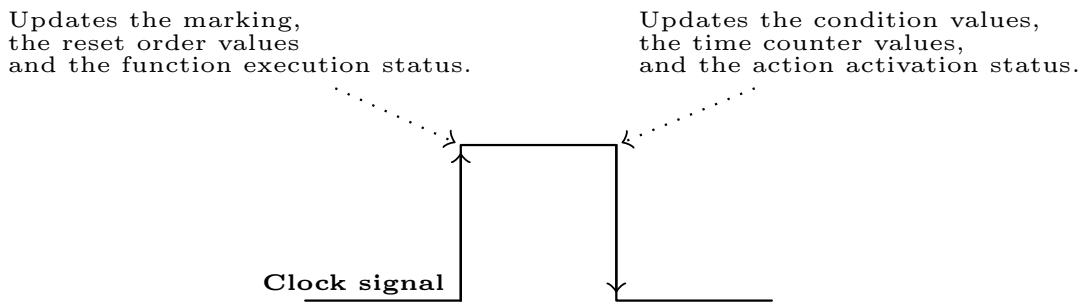 Updates the marking,
the reset order values
and the function execution status.
Updates the condition values,
the time counter values,
and the action activation status.
Clock signal